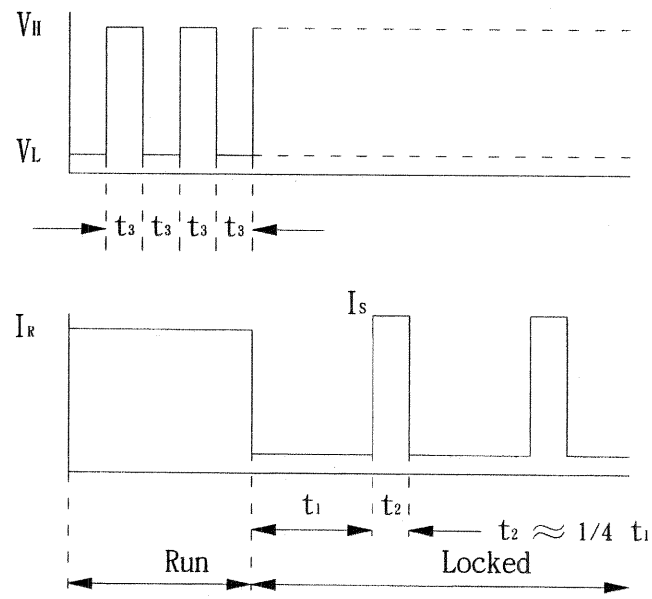 VH
VL
t3 t3 t3 t3
IS
IR
t1 t2
t2 ≈ 1/4 t1
Run Locked